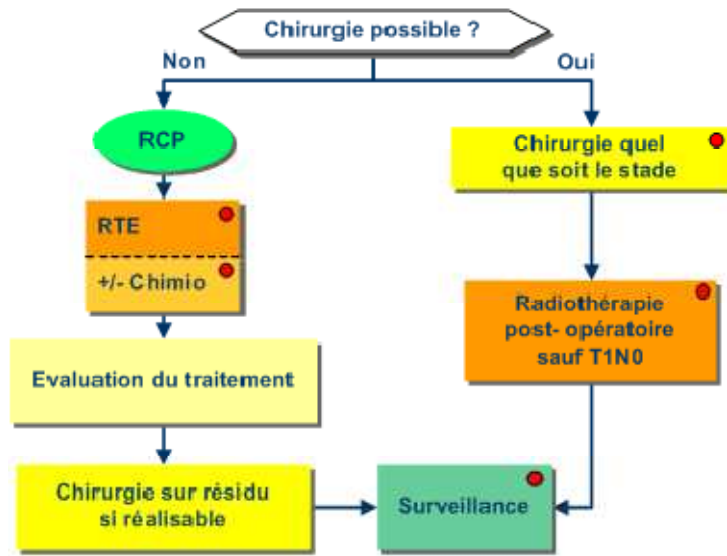 Chirurgie possible ?
Non
Oui
RCP
Chirurgie quel
que soit le stade
RTE
+/- Chimio
Radiothérapie
post- opératoire
sauf T1N0
Evaluation du traitement
Chirurgie sur résidu
si réalisable
Surveillance